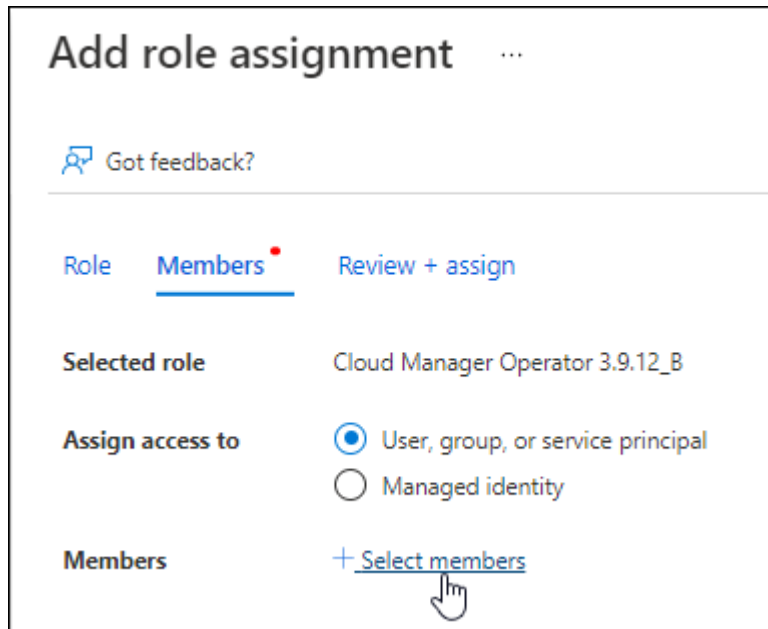 Add role assignment ...
Got feedback?
Role Members Review + assign
Selected role Cloud Manager Operator 3.9.12_B
Assign access to User, group, or service principal
Managed identity
Members + Select members